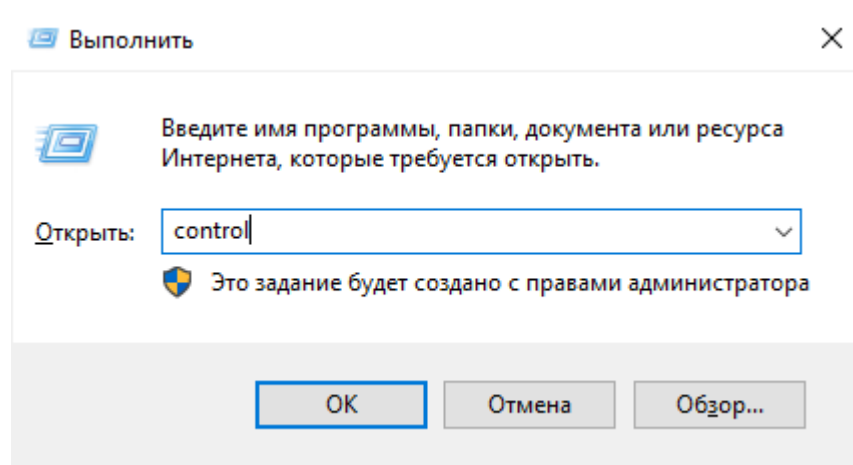 Выполнить
Введите имя программы, папки, документа или ресурса
Интернета, которые требуется открыть.
Открыть: control
Это задание будет создано с правами администратора
ОК Отмена Обзор...